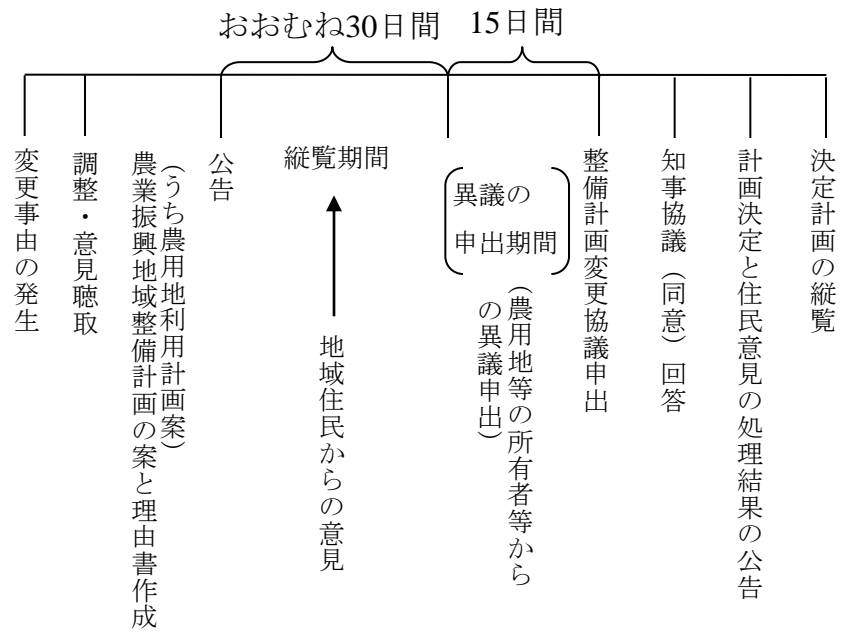 おおむね30日間
15日間
変更事由の発生
調整・意見聴取
農業振興地域整備計画の案と理由書作成
（うち農用地利用計画案）
公告
縦覧期間
地域住民からの意見
異議の
申出期間
（農用地等の所有者等から
の異議申出）
整備計画変更協議申出
知事協議（同意）回答
計画決定と住民意見の処理結果の公告
決定計画の縦覧